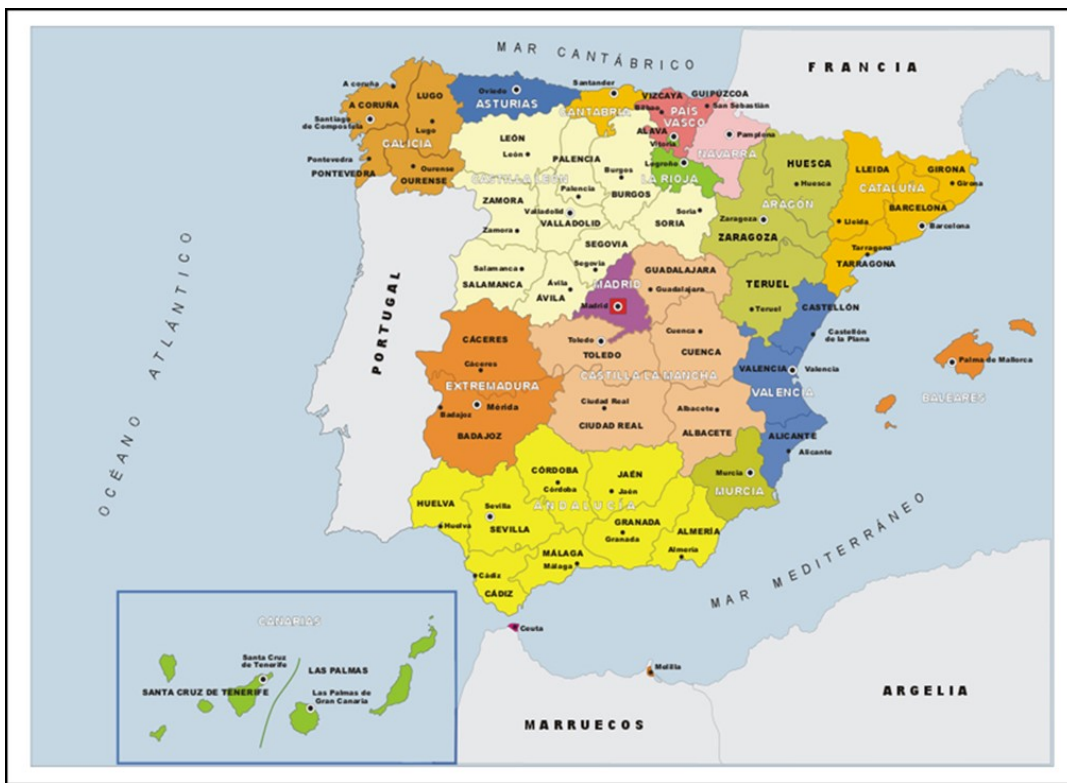 MAR CANTÁBRICO
FRANCIA
OCÉANO ATLÁNTICO
PORTUGAL
A coruña
A CORUÑA
LUGO
Santiago
de Compostela
Lugo
GALICIA
Pontevedra
PONTEVEDRA
Ourense
OURENSE
Oviedo
ASTURIAS
Santander
CANTABRIA
VIZCAYA
GUIPÚZCOA
Bilbao
San Sebastián
PAÍS
VASCO
ALAVA
Vitoria
Pamplona
NAVARRA
Logroño
LA RIOJA
LEÓN
León
PALENCIA
Burgos
CASTILLA LEÓN
Palencia
BURGOS
ZAMORA
Valladolid
VALLADOLID
Soria
SORIA
Zamora
SEGOVIA
Segovia
Salamanca
SALAMANCA
Ávila
ÁVILA
MADRID
Madrid
HUESCA
Huesca
ARAGÓN
Zaragoza
ZARAGOZA
TERUEL
Teruel
LLEIDA
GIRONA
CATALUÑA
Girona
BARCELONA
Lleida
Barcelona
Tarragona
TARRAGONA
GUADALAJARA
Guadalajara
Cuenca
CUENCA
Toledo
TOLEDO
CASTILLA LA MANCHA
Ciudad Real
CIUDAD REAL
Albacete
ALBACETE
CASTELLÓN
Castellón
de la Plana
VALENCIA
Valencia
VALENCIA
ALICANTE
Alicante
Palma de Mallorca
BALEARES
CÁCERES
Cáceres
EXTREMADURA
Badajoz
Mérida
BADAJOZ
Murcia
MURCIA
CÓRDOBA
Córdoba
JAÉN
Jaén
HUELVA
Huelva
Sevilla
SEVILLA
ANDALUCÍA
GRANADA
Granada
ALMERÍA
Almería
MÁLAGA
Málaga
Cádiz
CÁDIZ
MAR MEDITERRÁNEO
Ceuta
Melilla
MARRUECOS
ARGELIA
CANARIAS
Santa Cruz
de Tenerife
LAS PALMAS
SANTA CRUZ DE TENERIFE
Las Palmas de
Gran Canaria